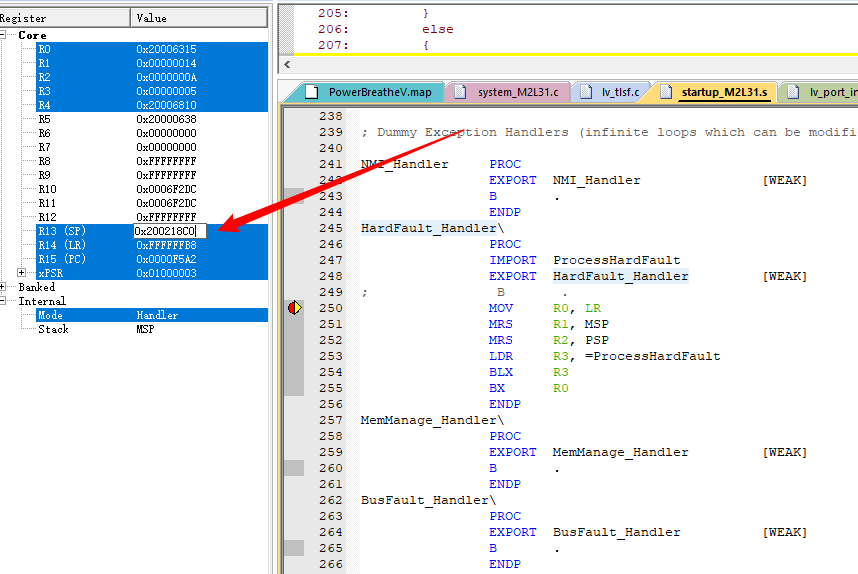 Register Value
Core
R0 0x20006315
R1 0x00000014
R2 0x0000000A
R3 0x00000005
R4 0x20006810
R5 0x20000638
R6 0x00000000
R7 0x00000000
R8 0xFFFFFFFF
R9 0xFFFFFFFF
R10 0x0006F2DC
R11 0x0006F2DC
R12 0xFFFFFFFF
R13 (SP) 0x200218C0
R14 (LR) 0xFFFFFFB8
R15 (PC) 0x0000F5A2
xPSR 0x01000003
Banked
Internal
Mode Handler
Stack MSP
205: }
206: else
207: {
PowerBreatheV.map system_M2L31.c lv_tlsf.c startup_M2L31.s lv_port_in
238
239 ; Dummy Exception Handlers (infinite loops which can be modifi
240
241 NMI_Handler PROC
242 EXPORT NMI_Handler [WEAK]
243 B .
244 ENDP
245 HardFault_Handler\
246 PROC
247 IMPORT ProcessHardFault
248 EXPORT HardFault_Handler [WEAK]
249 ; B .
250 MOV R0, LR
251 MRS R1, MSP
252 MRS R2, PSP
253 LDR R3, =ProcessHardFault
254 BLX R3
255 BX R0
256 ENDP
257 MemManage_Handler\
258 PROC
259 EXPORT MemManage_Handler [WEAK]
260 B .
261 ENDP
262 BusFault_Handler\
263 PROC
264 EXPORT BusFault_Handler [WEAK]
265 B .
266 ENDP